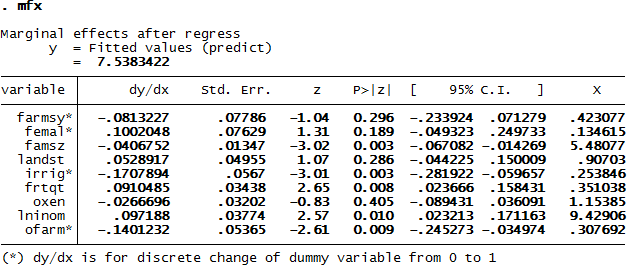 . mfx
Marginal effects after regress
y = Fitted values (predict)
= 7.5383422
variable dy/dx Std. Err. z P>|z| [ 95% C.I. ] X
farmsy* -.0813227 .07786 -1.04 0.296 -.233924 .071279 .423077
femal* .1002048 .07629 1.31 0.189 -.049323 .249733 .134615
famsz -.0406752 .01347 -3.02 0.003 -.067082 -.014269 5.48077
landst .0528917 .04955 1.07 0.286 -.044225 .150009 .90703
irrig* -.1707894 .0567 -3.01 0.003 -.281922 -.059657 .253846
frtqt .0910485 .03438 2.65 0.008 .023666 .158431 .351038
oxen -.0266696 .03202 -0.83 0.405 -.089431 .036091 1.15385
lninom .097188 .03774 2.57 0.010 .023213 .171163 9.42906
ofarm* -.1401232 .05365 -2.61 0.009 -.245273 -.034974 .307692
(*) dy/dx is for discrete change of dummy variable from 0 to 1